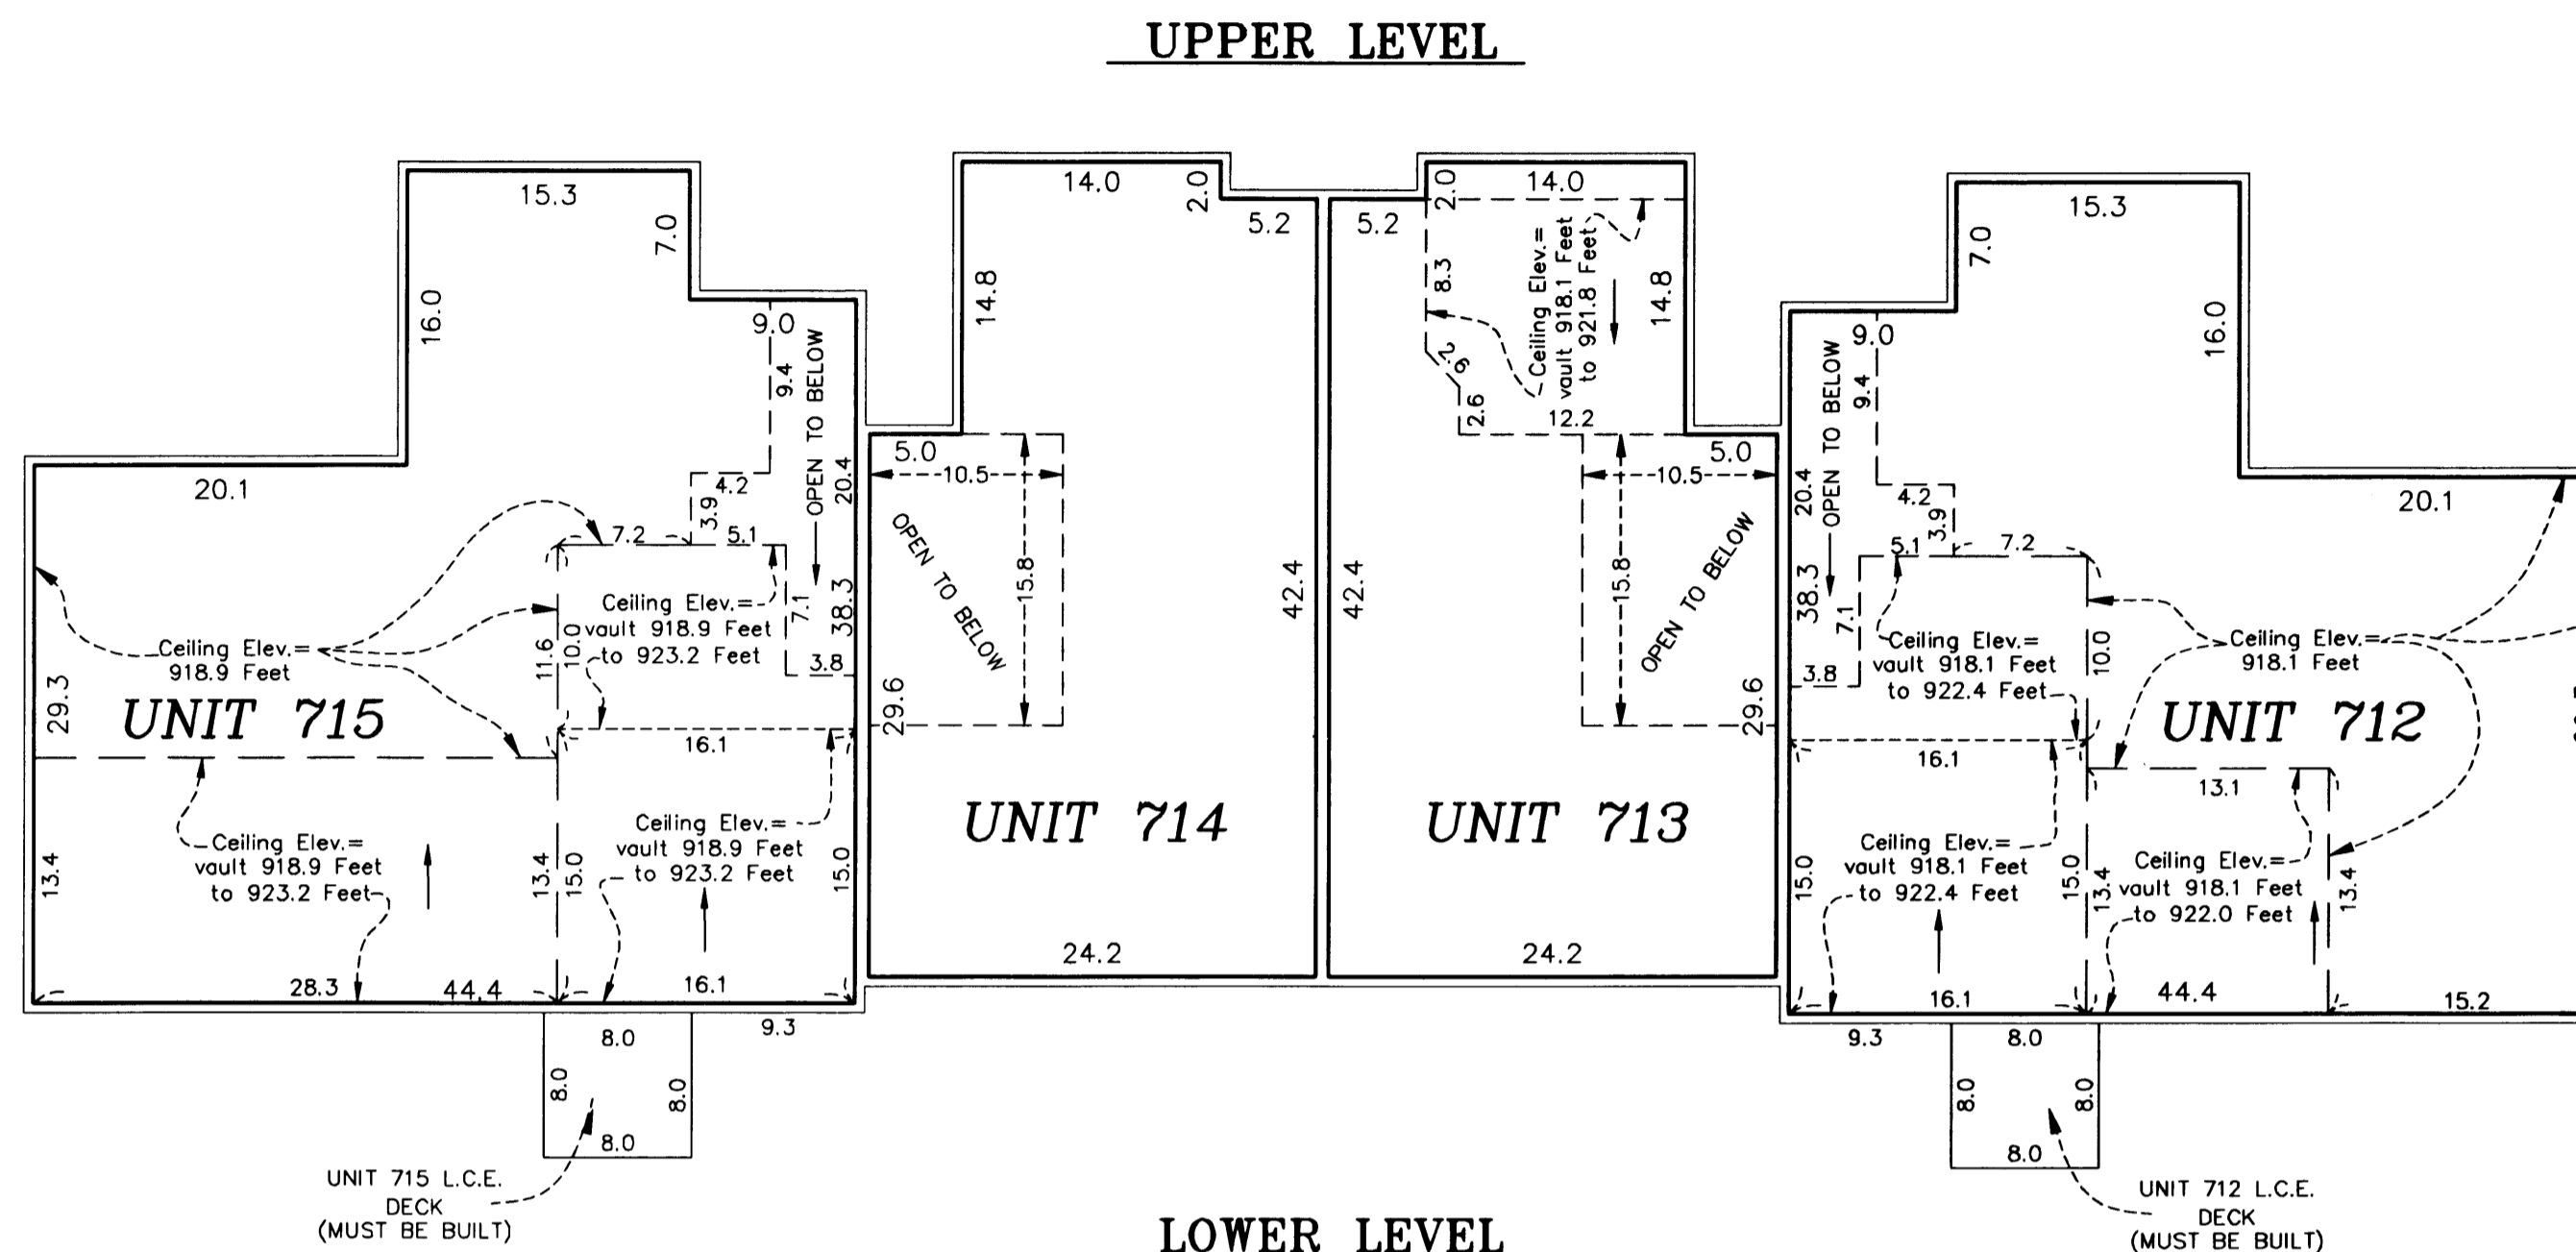 UPPER LEVEL
15.3
7.0
16.0
9.0
9.4
OPEN TO BELOW
20.4
20.1
4.2
3.9
7.2
5.1
Ceiling Elev.=
vault 918.9 Feet
to 923.2 Feet
7.1
38.3
3.8
11.6
10.0
Ceiling Elev.=
918.9 Feet
29.3
UNIT 715
16.1
Ceiling Elev.=
vault 918.9 Feet
to 923.2 Feet
13.4
13.4
15.0
Ceiling Elev.=
vault 918.9 Feet
to 923.2 Feet
15.0
28.3
44.4
16.1
9.3
8.0
8.0
8.0
8.0
UNIT 715 L.C.E.
DECK
(MUST BE BUILT)
14.0
2.0
5.2
14.8
5.0
10.5
OPEN TO BELOW
15.8
42.4
29.6
UNIT 714
24.2
5.2
2.0
14.0
8.3
Ceiling Elev.=
vault 918.1 Feet
to 921.8 Feet
14.8
2.6
2.6
12.2
5.0
10.5
15.8
OPEN TO BELOW
42.4
29.6
UNIT 713
24.2
15.3
7.0
16.0
9.0
9.4
OPEN TO BELOW
20.4
20.1
4.2
3.9
5.1
7.2
38.3
7.1
3.8
Ceiling Elev.=
vault 918.1 Feet
to 922.4 Feet
10.0
Ceiling Elev.=
918.1 Feet
UNIT 712
16.1
13.1
15.0
Ceiling Elev.=
vault 918.1 Feet
to 922.4 Feet
15.0
13.4
Ceiling Elev.=
vault 918.1 Feet
to 922.0 Feet
13.4
16.1
44.4
15.2
9.3
8.0
8.0
8.0
8.0
UNIT 712 L.C.E.
DECK
(MUST BE BUILT)
LOWER LEVEL